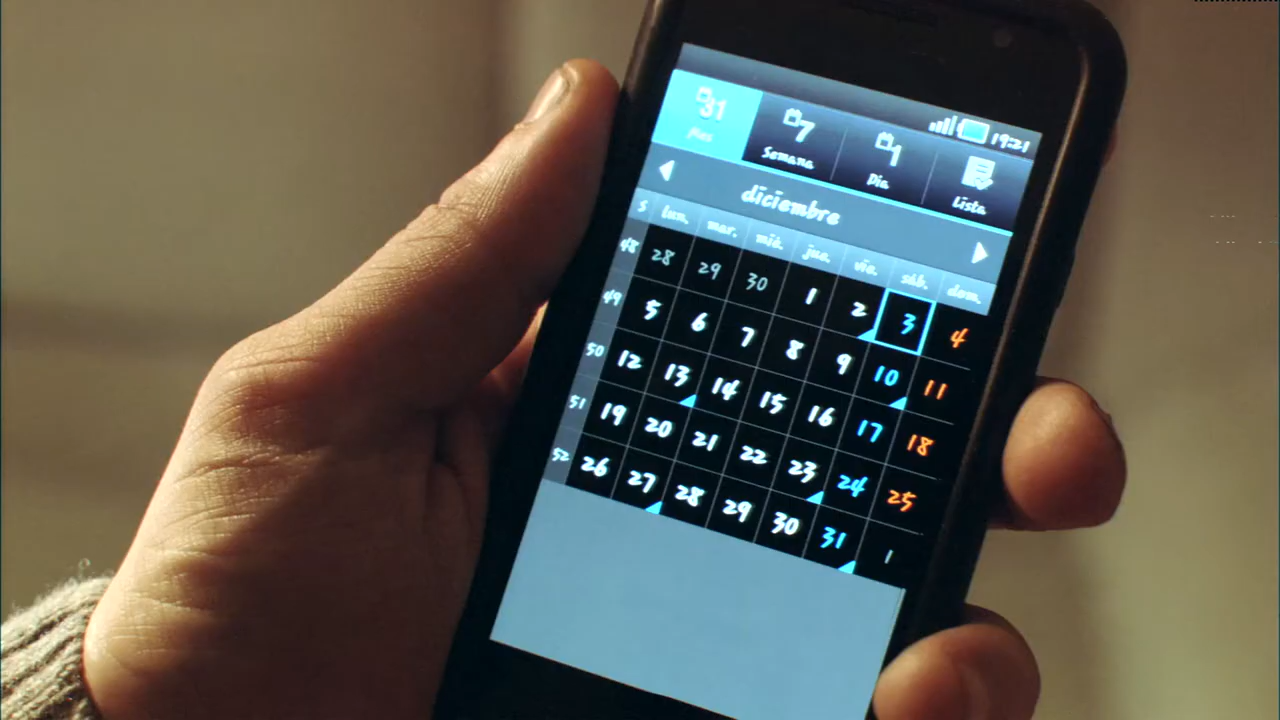 19:21
31 7 1
Mes Semana Día Lista
diciembre
S lun. mar. mié. jue. vie. sáb. dom.
48 28 29 30 1 2 3 4
49 5 6 7 8 9 10 11
50 12 13 14 15 16 17 18
51 19 20 21 22 23 24 25
52 26 27 28 29 30 31 1